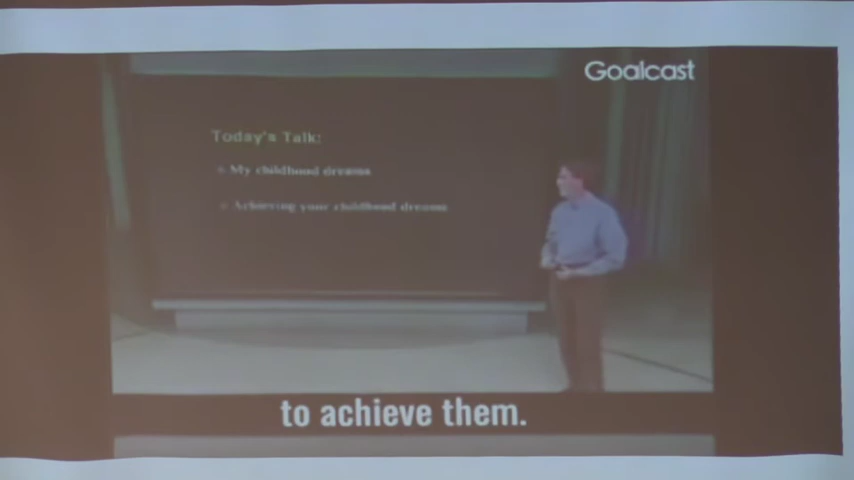 Goalcast
Today's Talk:
My childhood dreams
Achieving your childhood dreams
to achieve them.